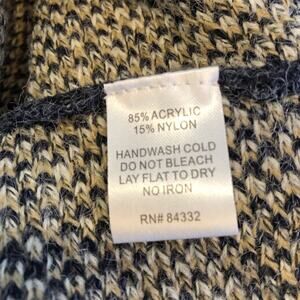 85% ACRYLIC
15% NYLON
HANDWASH COLD
DO NOT BLEACH
LAY FLAT TO DRY
NO IRON
RN# 84332